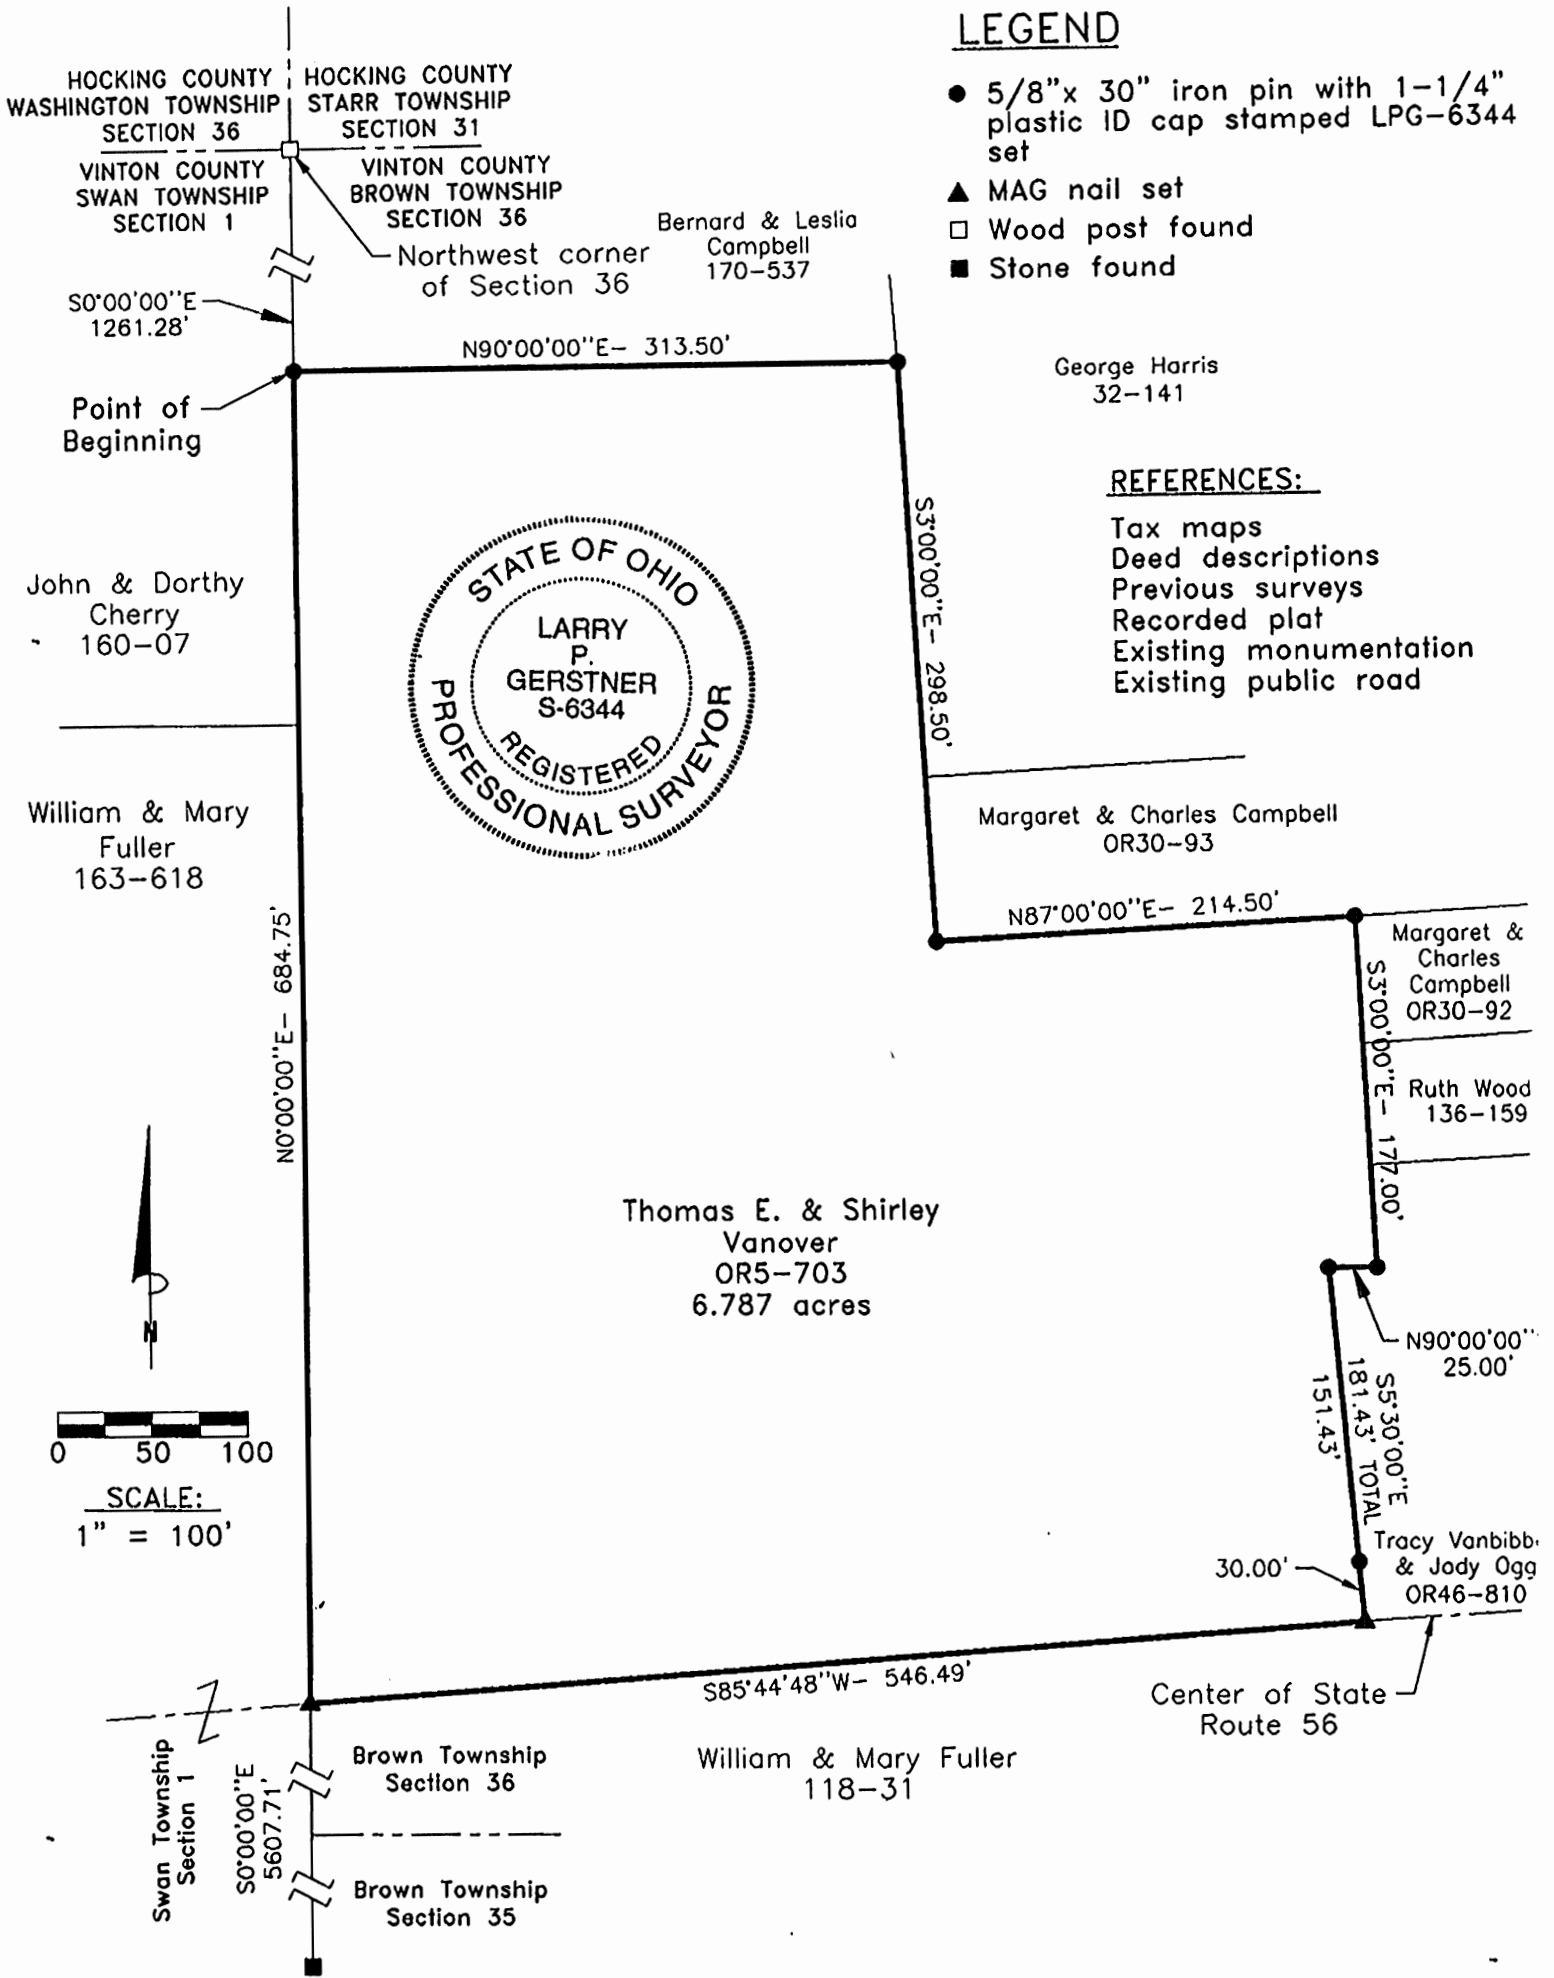 LEGEND
5/8"x 30" iron pin with 1-1/4"
plastic ID cap stamped LPG-6344
set
MAG nail set
Wood post found
Stone found
HOCKING COUNTY
WASHINGTON TOWNSHIP
SECTION 36
HOCKING COUNTY
STARR TOWNSHIP
SECTION 31
VINTON COUNTY
SWAN TOWNSHIP
SECTION 1
VINTON COUNTY
BROWN TOWNSHIP
SECTION 36
Northwest corner
of Section 36
Bernard & Leslia
Campbell
170-537
S0°00'00"E
1261.28'
N90°00'00"E- 313.50'
George Harris
32-141
Point of
Beginning
REFERENCES:
Tax maps
Deed descriptions
Previous surveys
Recorded plat
Existing monumentation
Existing public road
S3°00'00"E- 298.50'
STATE OF OHIO
LARRY
P.
GERSTNER
S-6344
REGISTERED
PROFESSIONAL SURVEYOR
John & Dorthy
Cherry
160-07
William & Mary
Fuller
163-618
Margaret & Charles Campbell
OR30-93
N87°00'00"E- 214.50'
Margaret &
Charles
Campbell
OR30-92
S3°00'00"E- 177.00'
Ruth Wood
136-159
N0°00'00"E- 684.75'
Thomas E. & Shirley
Vanover
OR5-703
6.787 acres
N
0 50 100
SCALE:
1" = 100'
N90°00'00"
25.00'
S5°30'00"E
181.43' TOTAL
151.43'
30.00'
Tracy Vanbibb
& Jody Ogg
OR46-810
S85°44'48"W- 546.49'
Center of State
Route 56
William & Mary Fuller
118-31
Swan Township
Section 1
S0°00'00"E
5607.71'
Brown Township
Section 36
Brown Township
Section 35